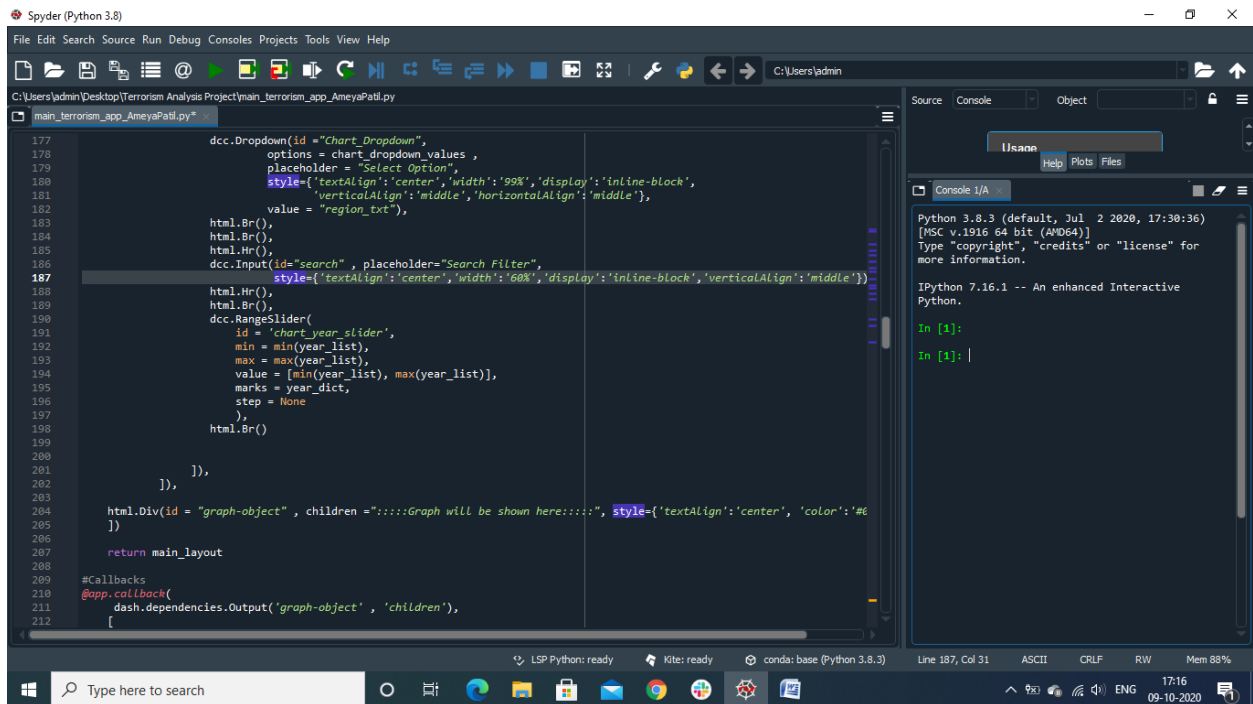 Spyder (Python 3.8)
File Edit Search Source Run Debug Consoles Projects Tools View Help
C:\Users\admin
C:\Users\admin\Desktop\Terrorism Analysis Project\main_terrorism_app_AmeyaPatil.py
main_terrorism_app_AmeyaPatil.py*
177 dcc.Dropdown(id ="Chart_Dropdown",
178 options = chart_dropdown_values ,
179 placeholder = "Select Option",
180 style={'textAlign':'center','width':'99%','display':'inline-block',
181 'verticalAlign':'middle','horizontalAlign':'middle'},
182 value = "region_txt"),
183 html.Br(),
184 html.Br(),
185 html.Hr(),
186 dcc.Input(id="search" , placeholder="Search Filter",
187 style={'textAlign':'center','width':'60%','display':'inline-block','verticalAlign':'middle'})
188 html.Hr(),
189 html.Br(),
190 dcc.RangeSlider(
191 id = 'chart_year_slider',
192 min = min(year_list),
193 max = max(year_list),
194 value = [min(year_list), max(year_list)],
195 marks = year_dict,
196 step = None
197 ),
198 html.Br()
199
200
201 ]),
202 ]),
203
204 html.Div(id = "graph-object" , children =":::::Graph will be shown here:::::", style={'textAlign':'center', 'color':'#
205 ])
206
207 return main_layout
208
209 #Callbacks
210 @app.callback(
211 dash.dependencies.Output('graph-object' , 'children'),
212 [
Source Console Object
Usage
Help Plots Files
Console 1/A
Python 3.8.3 (default, Jul 2 2020, 17:30:36)
[MSC v.1916 64 bit (AMD64)]
Type "copyright", "credits" or "license" for
more information.
IPython 7.16.1 -- An enhanced Interactive
Python.
In [1]:
In [1]:
LSP Python: ready Kite: ready conda: base (Python 3.8.3) Line 187, Col 31 ASCII CRLF RW Mem 88%
Type here to search
ENG
17:16
09-10-2020
1